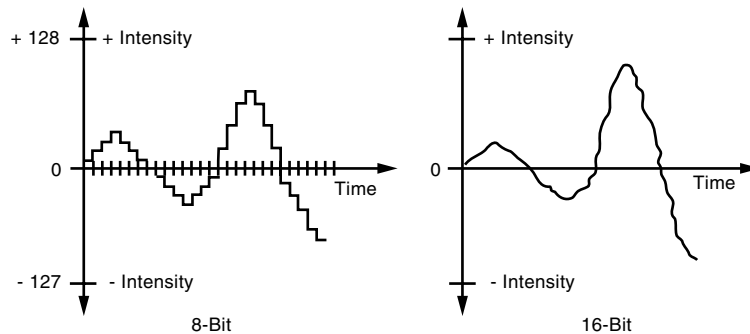 + 128
+ Intensity
0
Time
- 127
- Intensity
8-Bit
+ Intensity
0
Time
- Intensity
16-Bit